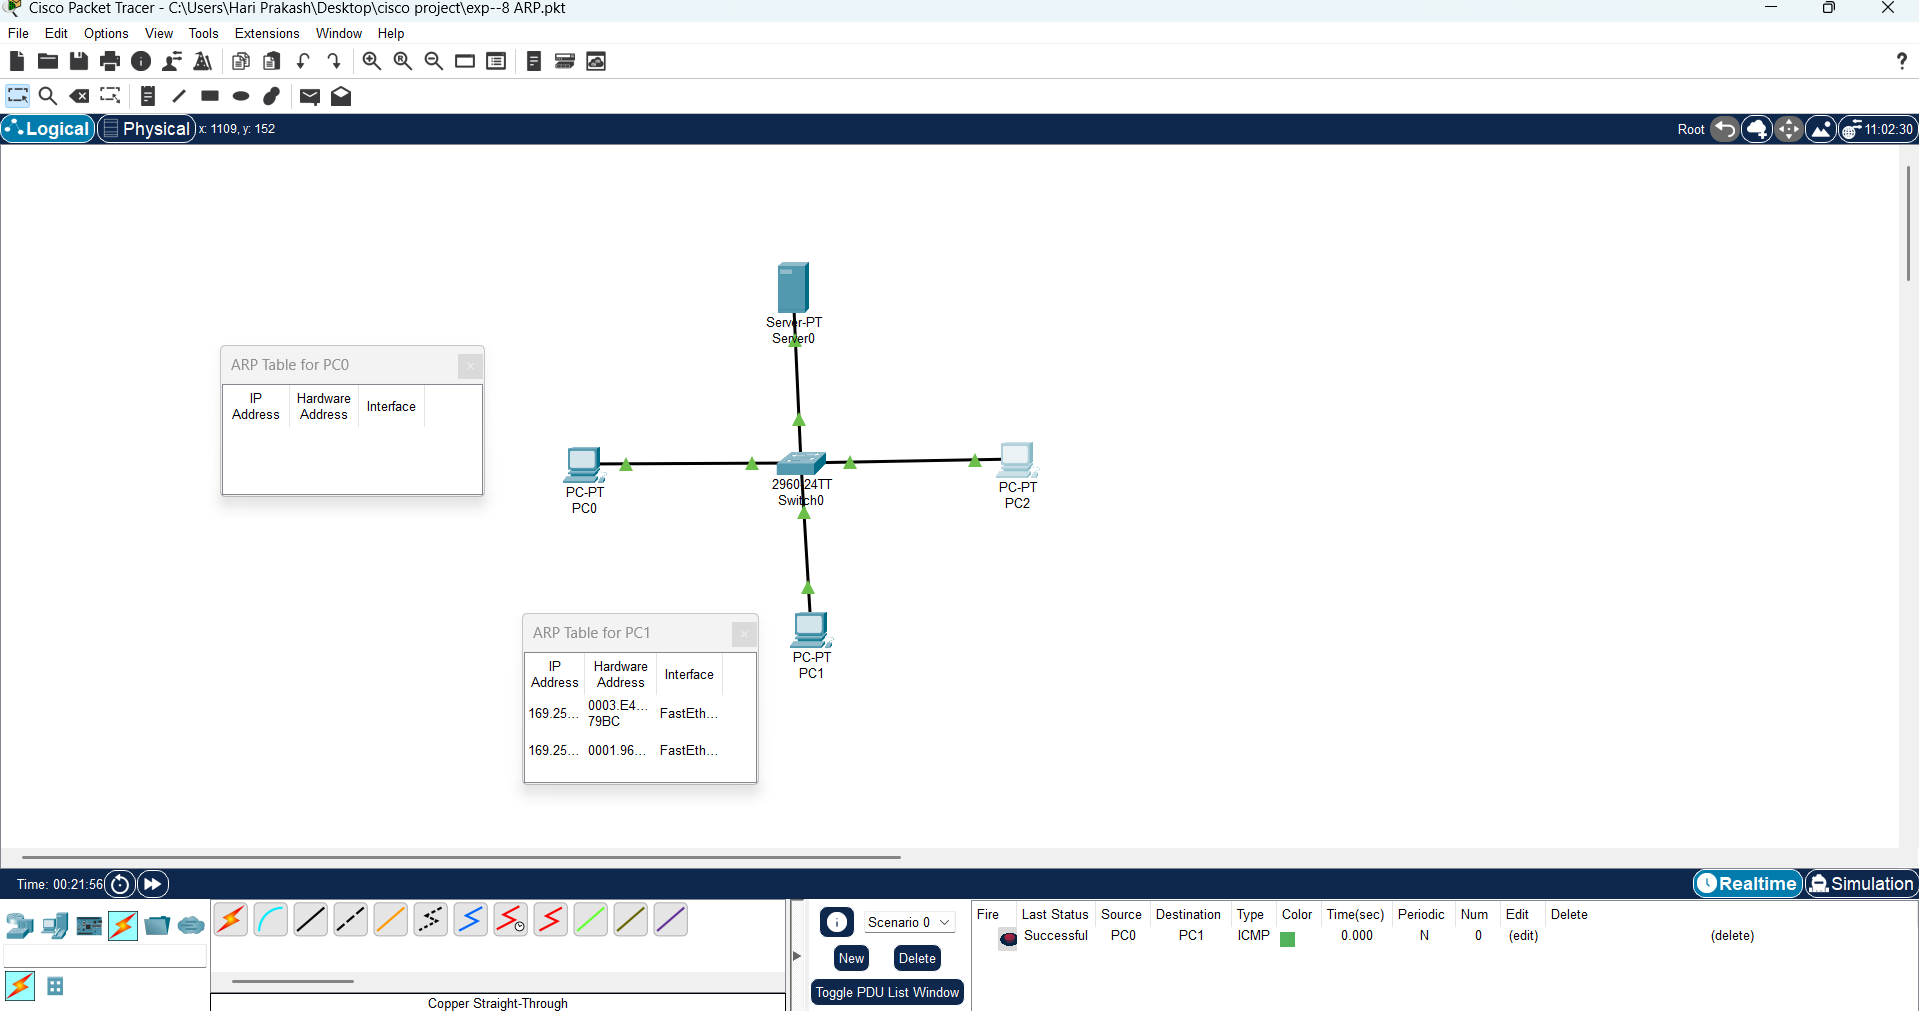 Cisco Packet Tracer - C:\Users\Hari Prakash\Desktop\cisco project\exp--8 ARP.pkt
File Edit Options View Tools Extensions Window Help
?
Logical Physical x: 1109, y: 152 Root 11:02:30
Server-PT
Server0
ARP Table for PC0
IP Address Hardware Address Interface
PC-PT
PC0
2960-24TT
Switch0
PC-PT
PC2
ARP Table for PC1
IP Address Hardware Address Interface
169.25... 0003.E4... 79BC FastEth...
169.25... 0001.96... FastEth...
PC-PT
PC1
Time: 00:21:56 Realtime Simulation
Copper Straight-Through
Scenario 0
New Delete
Toggle PDU List Window
Fire Last Status Source Destination Type Color Time(sec) Periodic Num Edit Delete
Successful PC0 PC1 ICMP 0.000 N 0 (edit) (delete)